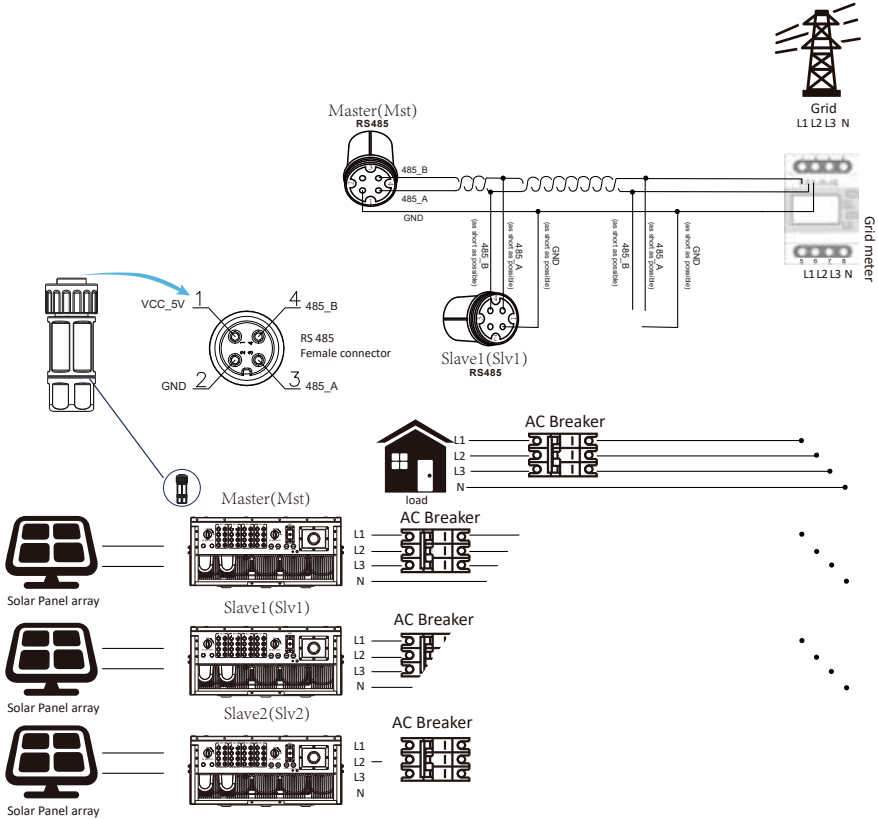 Grid
L1 L2 L3 N
Master(Mst)
RS485
485_B
485_A
GND
Grid meter
5 6 7 8
L1 L2 L3 N
485_B
(as short as possible)
485_A
(as short as possible)
GND
(as short as possible)
485_B
(as short as possible)
485_A
(as short as possible)
GND
(as short as possible)
Slave1(Slv1)
RS485
VCC_5V
1
4
485_B
RS 485
Female connector
GND
2
3
485_A
AC Breaker
L1
L2
L3
N
load
Master(Mst)
AC Breaker
L1
L2
L3
N
Solar Panel array
Slave1(Slv1)
L1
L2
L3
N
Solar Panel array
Slave2(Slv2)
AC Breaker
L1
L2
L3
N
Solar Panel array